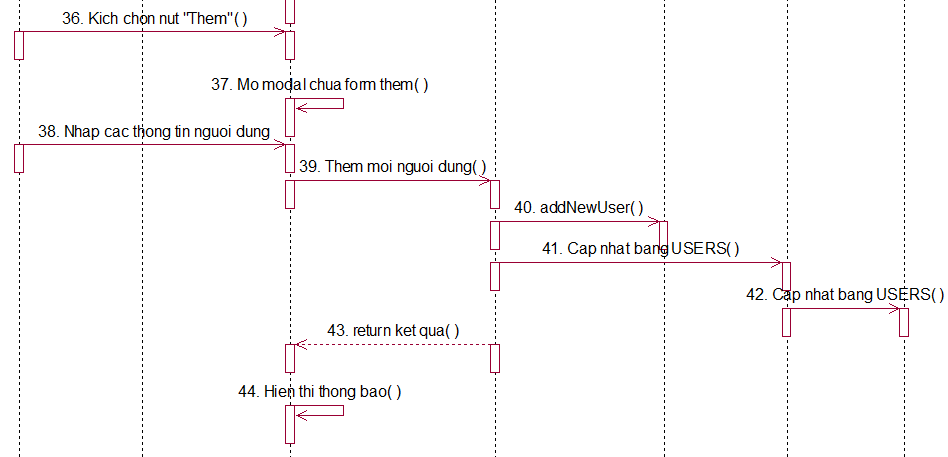 36. Kich chon nut "Them"( )
37. Mo modal chua form them( )
38. Nhap cac thong tin nguoi dung
39. Them moi nguoi dung( )
40. addNewUser( )
41. Cap nhat bang USERS( )
42. Cap nhat bang USERS( )
43. return ket qua( )
44. Hien thi thong bao( )